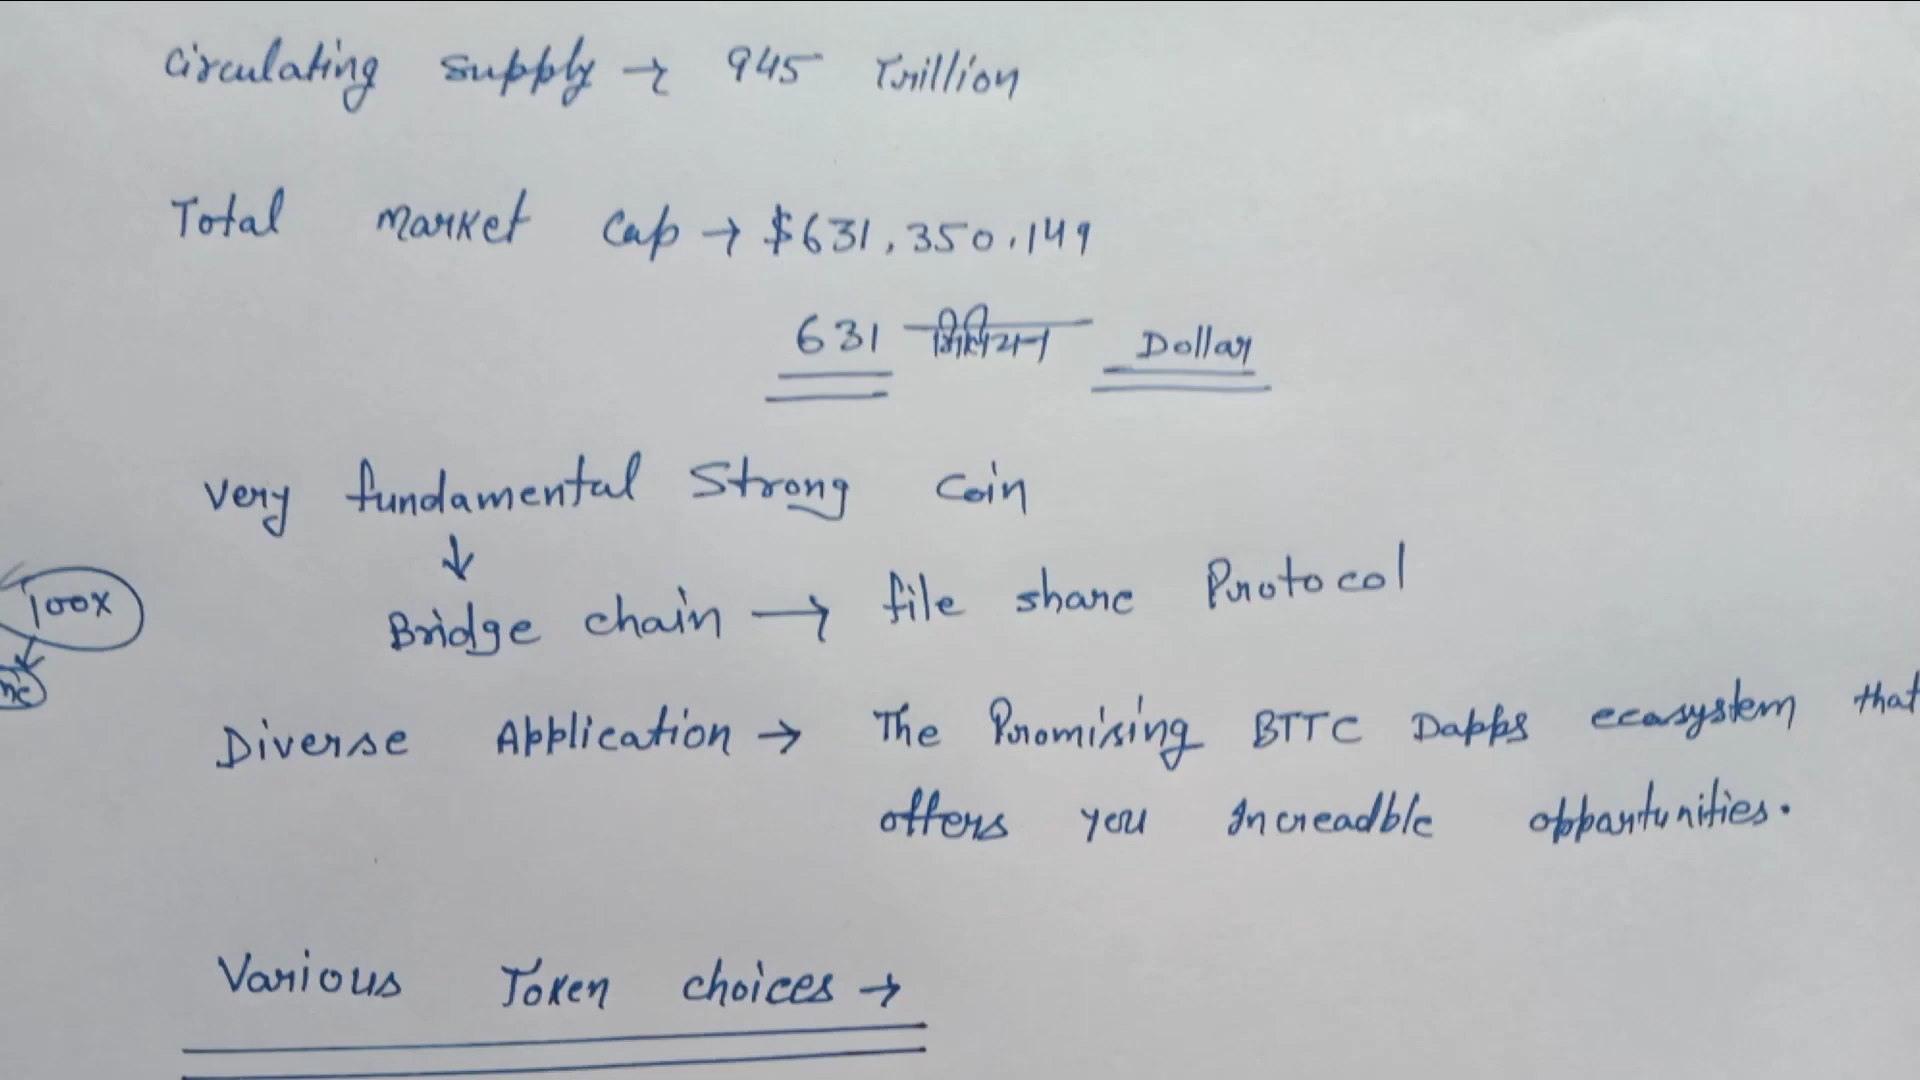 Circulating supply → 945 Trillion
Total market Cap → $631,350,149
631 मिलियन Dollar
Very fundamental Strong Coin
↓
100x
Bridge chain → file share Protocol
Diverse Application → The Promising BTTC Dapps ecasystem that
offers you Increadble oppartunities.
Various Token choices →